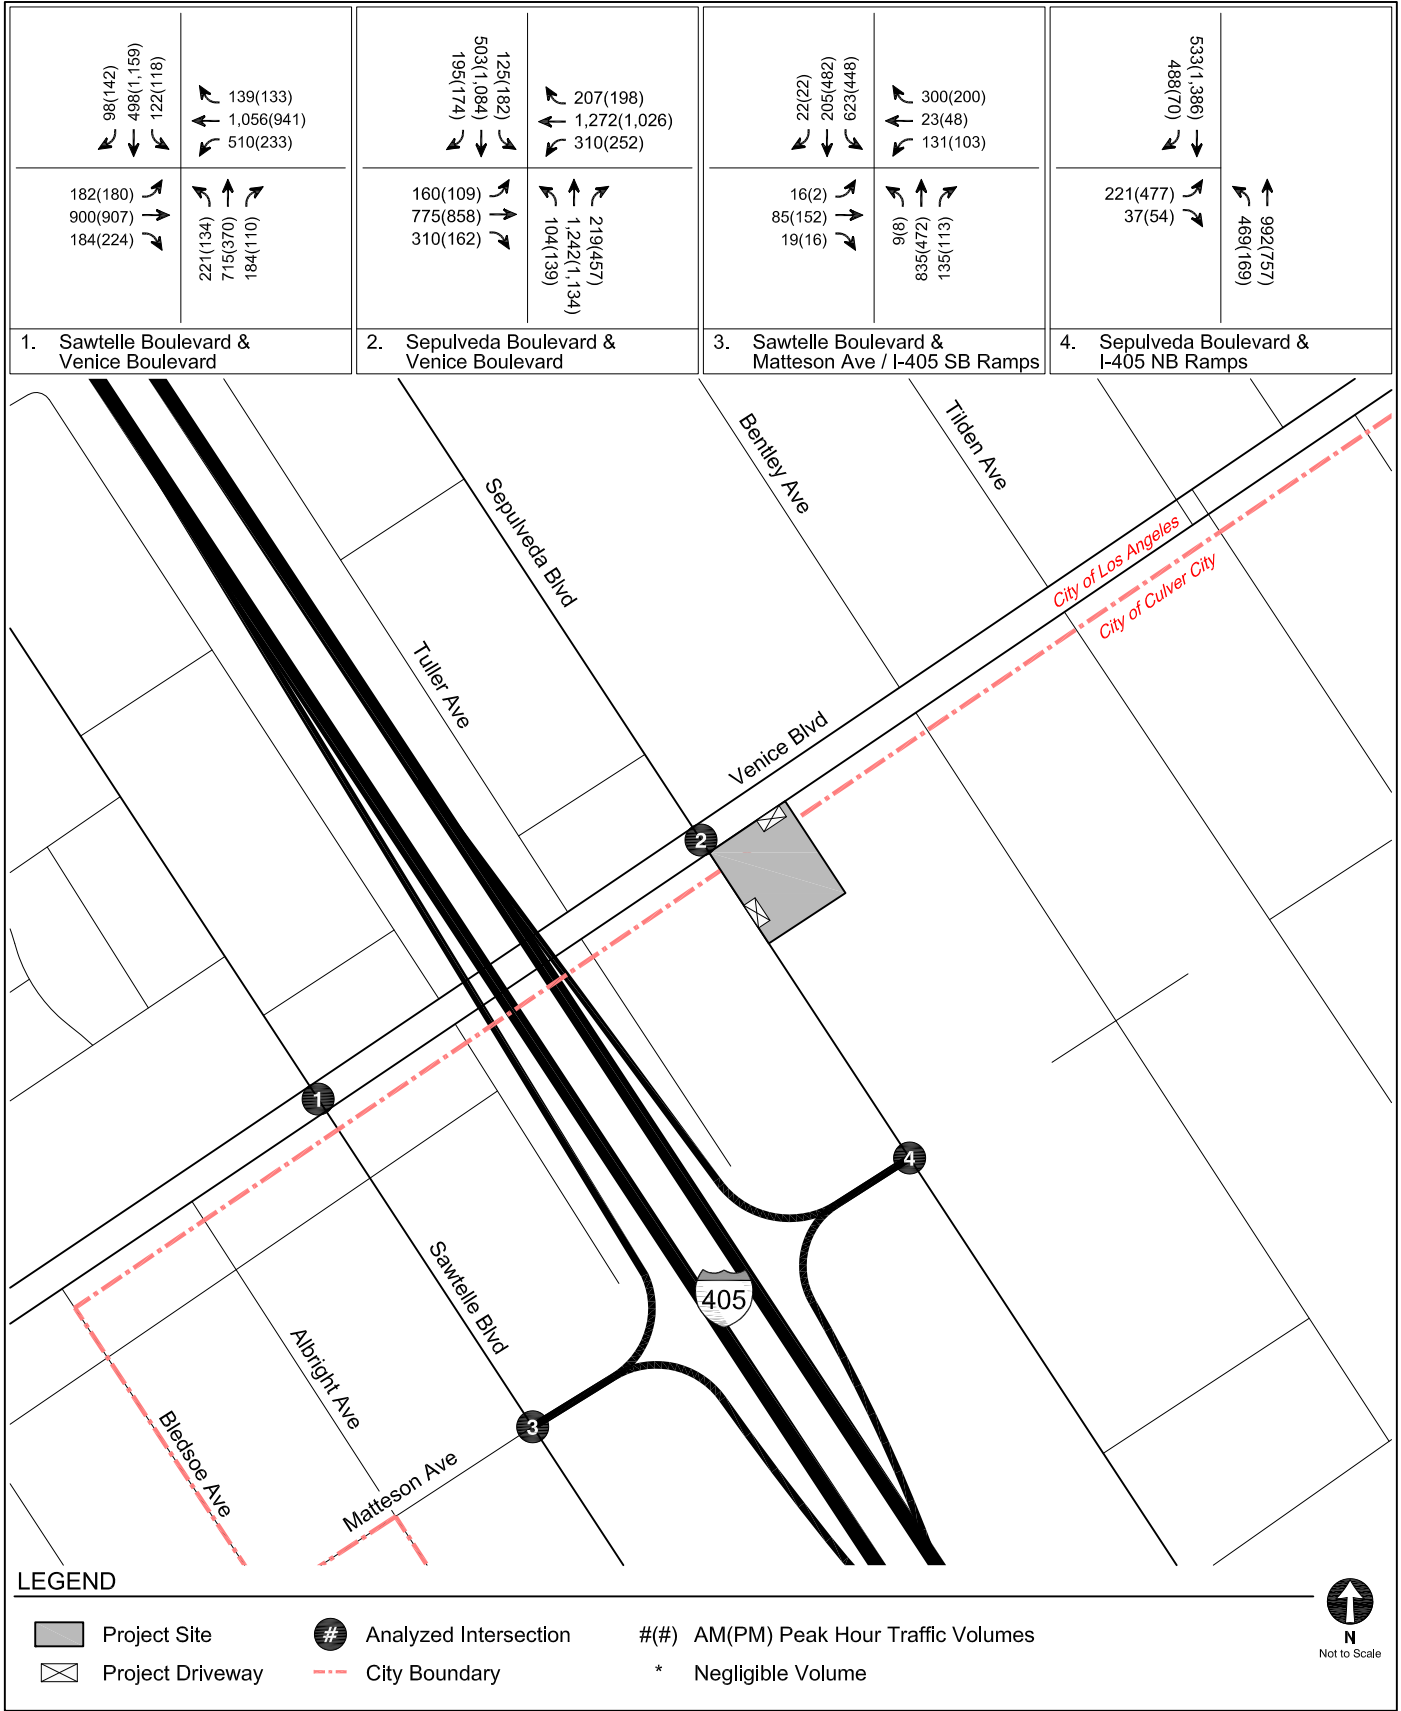 98(142)
498(1,159)
122(118)
139(133)
1,056(941)
510(233)
182(180)
900(907)
184(224)
221(134)
715(370)
184(110)
1. Sawtelle Boulevard &
Venice Boulevard
195(174)
503(1,084)
125(182)
207(198)
1,272(1,026)
310(252)
160(109)
775(858)
310(162)
104(139)
1,242(1,134)
219(457)
2. Sepulveda Boulevard &
Venice Boulevard
22(22)
205(482)
623(448)
300(200)
23(48)
131(103)
16(2)
85(152)
19(16)
9(8)
835(472)
135(113)
3. Sawtelle Boulevard &
Matteson Ave / I-405 SB Ramps
488(70)
533(1,386)
221(477)
37(54)
469(169)
992(757)
4. Sepulveda Boulevard &
I-405 NB Ramps
Bentley Ave
Tilden Ave
Sepulveda Blvd
City of Los Angeles
City of Culver City
Tuller Ave
Venice Blvd
2
1
4
Sawtelle Blvd
405
Albright Ave
3
Bledsoe Ave
Matteson Ave
LEGEND
Project Site
# Analyzed Intersection
#(#) AM(PM) Peak Hour Traffic Volumes
Project Driveway
City Boundary
* Negligible Volume
N
Not to Scale